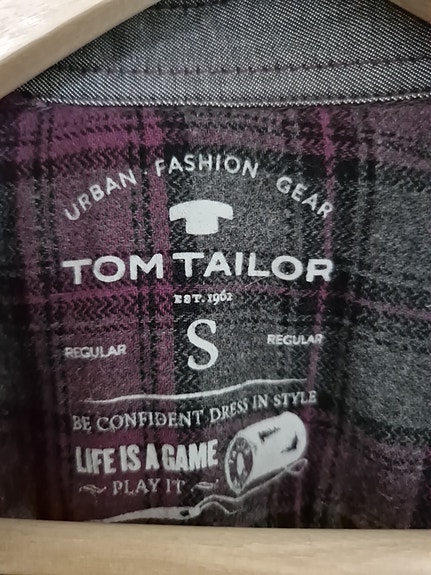 URBAN · FASHION GEAR
TOM TAILOR
EST. 1962
REGULAR S REGULAR
BE CONFIDENT DRESS IN STYLE
LIFE IS A GAME
~ PLAY IT ~